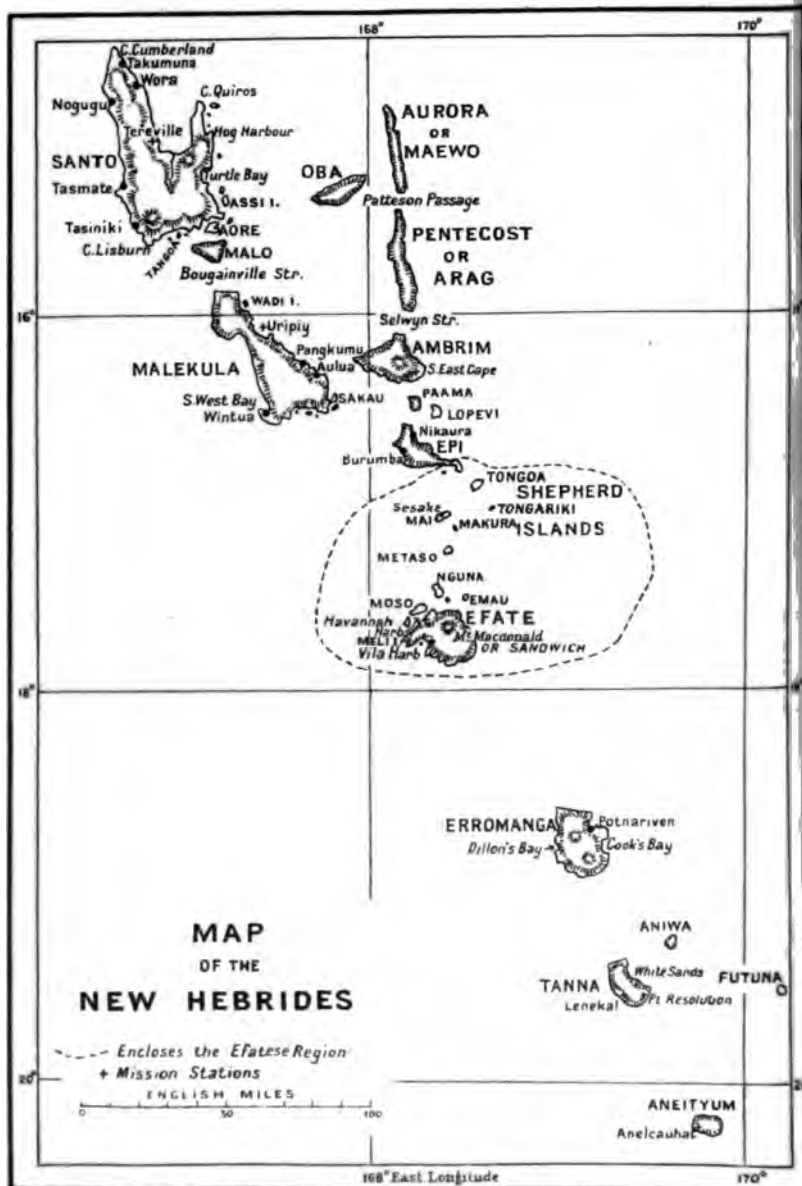 168°
170°
C. Cumberland
Takumuna
Wora
C. Quiros
Nogugu
AURORA
OR
MAEWO
Tereville
Hog Harbour
SANTO
OBA
Turtle Bay
Tasmate
ASSI I.
Patteson Passage
Tasiniki
AORE
PENTECOST
OR
ARAG
C. Lisburn
TANGOA
MALO
Bougainville Str.
WADI I.
Selwyn Str.
Uripiy
Pangkumu
AMBRIM
MALEKULA
Aulua
S. East Cape
S. West Bay
SAKAU
PAAMA
Wintua
LOPEVI
Nikaura
EPI
Burumba
TONGOA
SHEPHERD
Sesake
TONGARIKI
MAI
MAKURA
ISLANDS
METASO
NGUNA
MOSO
EMAU
EFATE
Havannah
Harb.
Mt. Macdonald
MELI I.
OR SANDWICH
Vila Harb
18°
ERROMANGA
Potnariven
Dillon's Bay
Cook's Bay
MAP
OF THE
NEW HEBRIDES
ANIWA
White Sands
FUTUNA
TANNA
Lenekal
Pt. Resolution
Encloses the Efatese Region
+ Mission Stations
ENGLISH MILES
0 50 100
20°
ANEITYUM
Anelcauhat
168° East Longitude
170°
16°